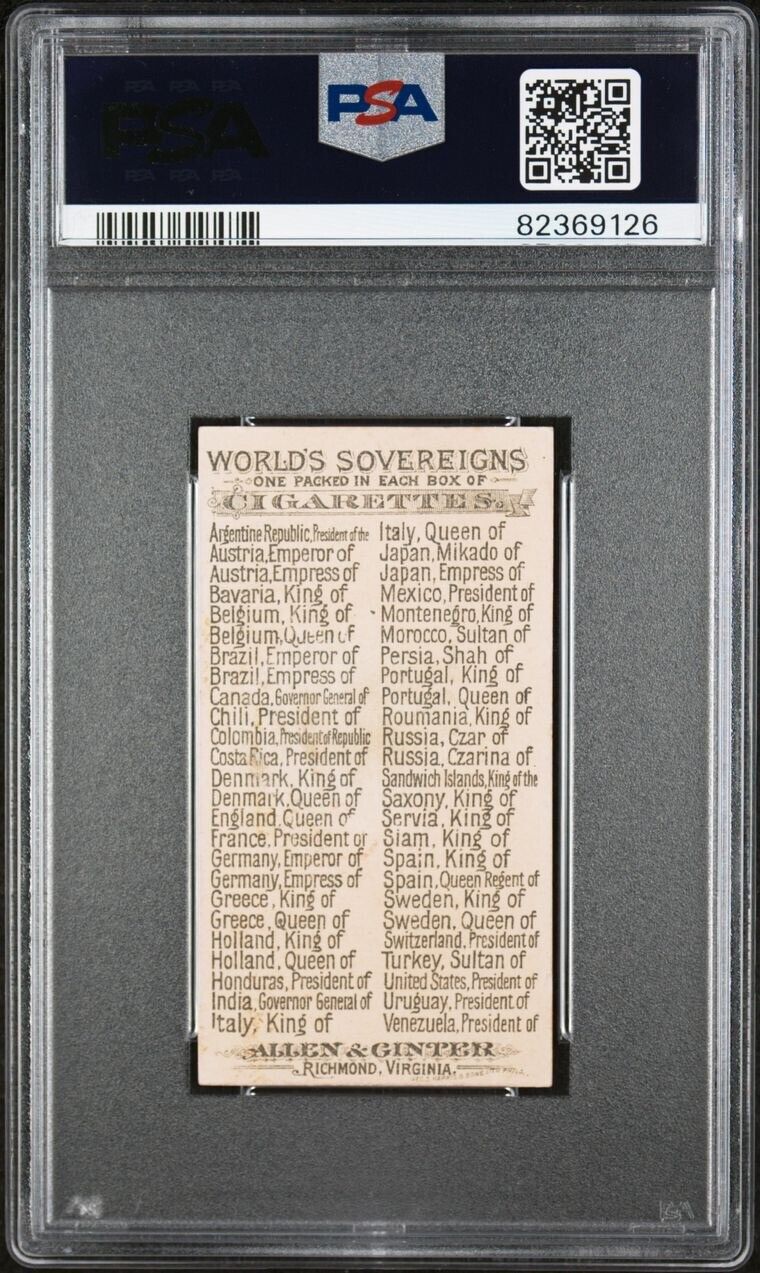 PSA
82369126
WORLD'S SOVEREIGNS
ONE PACKED IN EACH BOX OF
CIGARETTES.
Argentine Republic, President of the
Austria, Emperor of
Austria, Empress of
Bavaria, King of
Belgium, King of
Belgium, Queen of
Brazil, Emperor of
Brazil, Empress of
Canada, Governor General of
Chili, President of
Colombia, President of Republic
Costa Rica, President of
Denmark, King of
Denmark, Queen of
England, Queen of
France, President of
Germany, Emperor of
Germany, Empress of
Greece, King of
Greece, Queen of
Holland, King of
Holland, Queen of
Honduras, President of
India, Governor General of
Italy, King of
Italy, Queen of
Japan, Mikado of
Japan, Empress of
Mexico, President of
Montenegro, King of
Morocco, Sultan of
Persia, Shah of
Portugal, King of
Portugal, Queen of
Roumania, King of
Russia, Czar of
Russia, Czarina of
Sandwich Islands, King of the
Saxony, King of
Servia, King of
Siam, King of
Spain, King of
Spain, Queen Regent of
Sweden, King of
Sweden, Queen of
Switzerland, President of
Turkey, Sultan of
United States, President of
Uruguay, President of
Venezuela, President of
ALLEN & GINTER
RICHMOND, VIRGINIA.